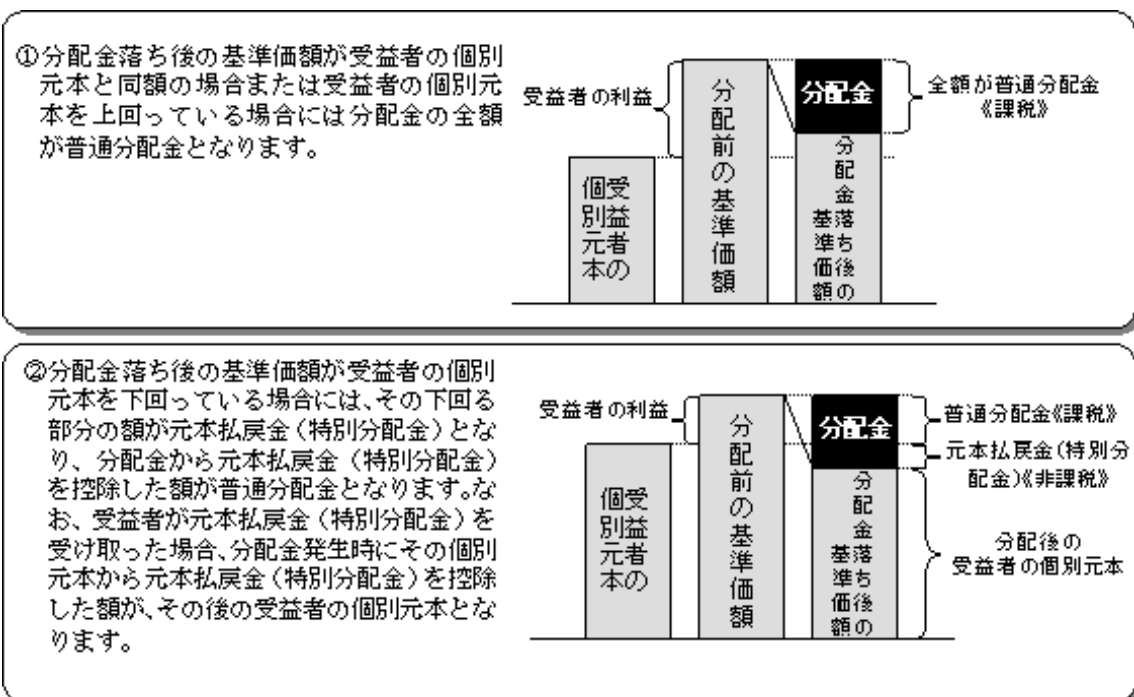 ①分配金落ち後の基準価額が受益者の個別
元本と同額の場合または受益者の個別元
本を上回っている場合には分配金の全額
が普通分配金となります。
受益者の利益
受益者の
個別元本
分配前の基準価額
分配金
分配金落ち後の
基準価額
全額が普通分配金
《課税》
②分配金落ち後の基準価額が受益者の個別
元本を下回っている場合には、その下回る
部分の額が元本払戻金(特別分配金)とな
り、分配金から元本払戻金(特別分配金)
を控除した額が普通分配金となります。な
お、受益者が元本払戻金(特別分配金)を
受け取った場合、分配金発生時にその個別
元本から元本払戻金(特別分配金)を控除
した額が、その後の受益者の個別元本とな
ります。
受益者の利益
受益者の
個別元本
分配前の基準価額
分配金
分配金落ち後の
基準価額
普通分配金《課税》
元本払戻金(特別分
配金)《非課税》
分配後の
受益者の個別元本